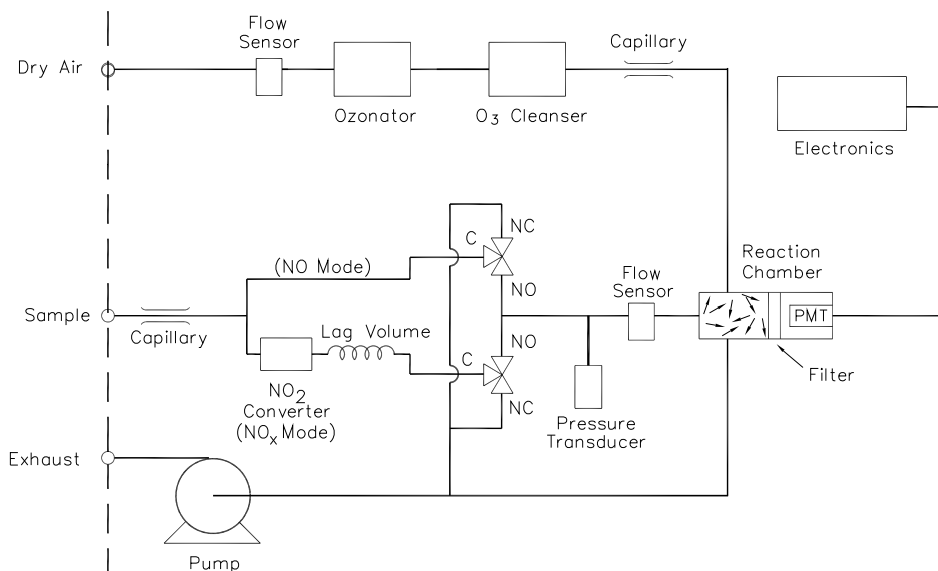 Flow
Sensor
Dry Air
Capillary
Ozonator
O₃ Cleanser
Electronics
NC
C
(NO Mode)
NO
Flow
Sensor
Reaction
Chamber
Sample
Capillary
Lag Volume
NO
C
PMT
Filter
NO₂
Converter
(NOₓ Mode)
NC
Pressure
Transducer
Exhaust
Pump